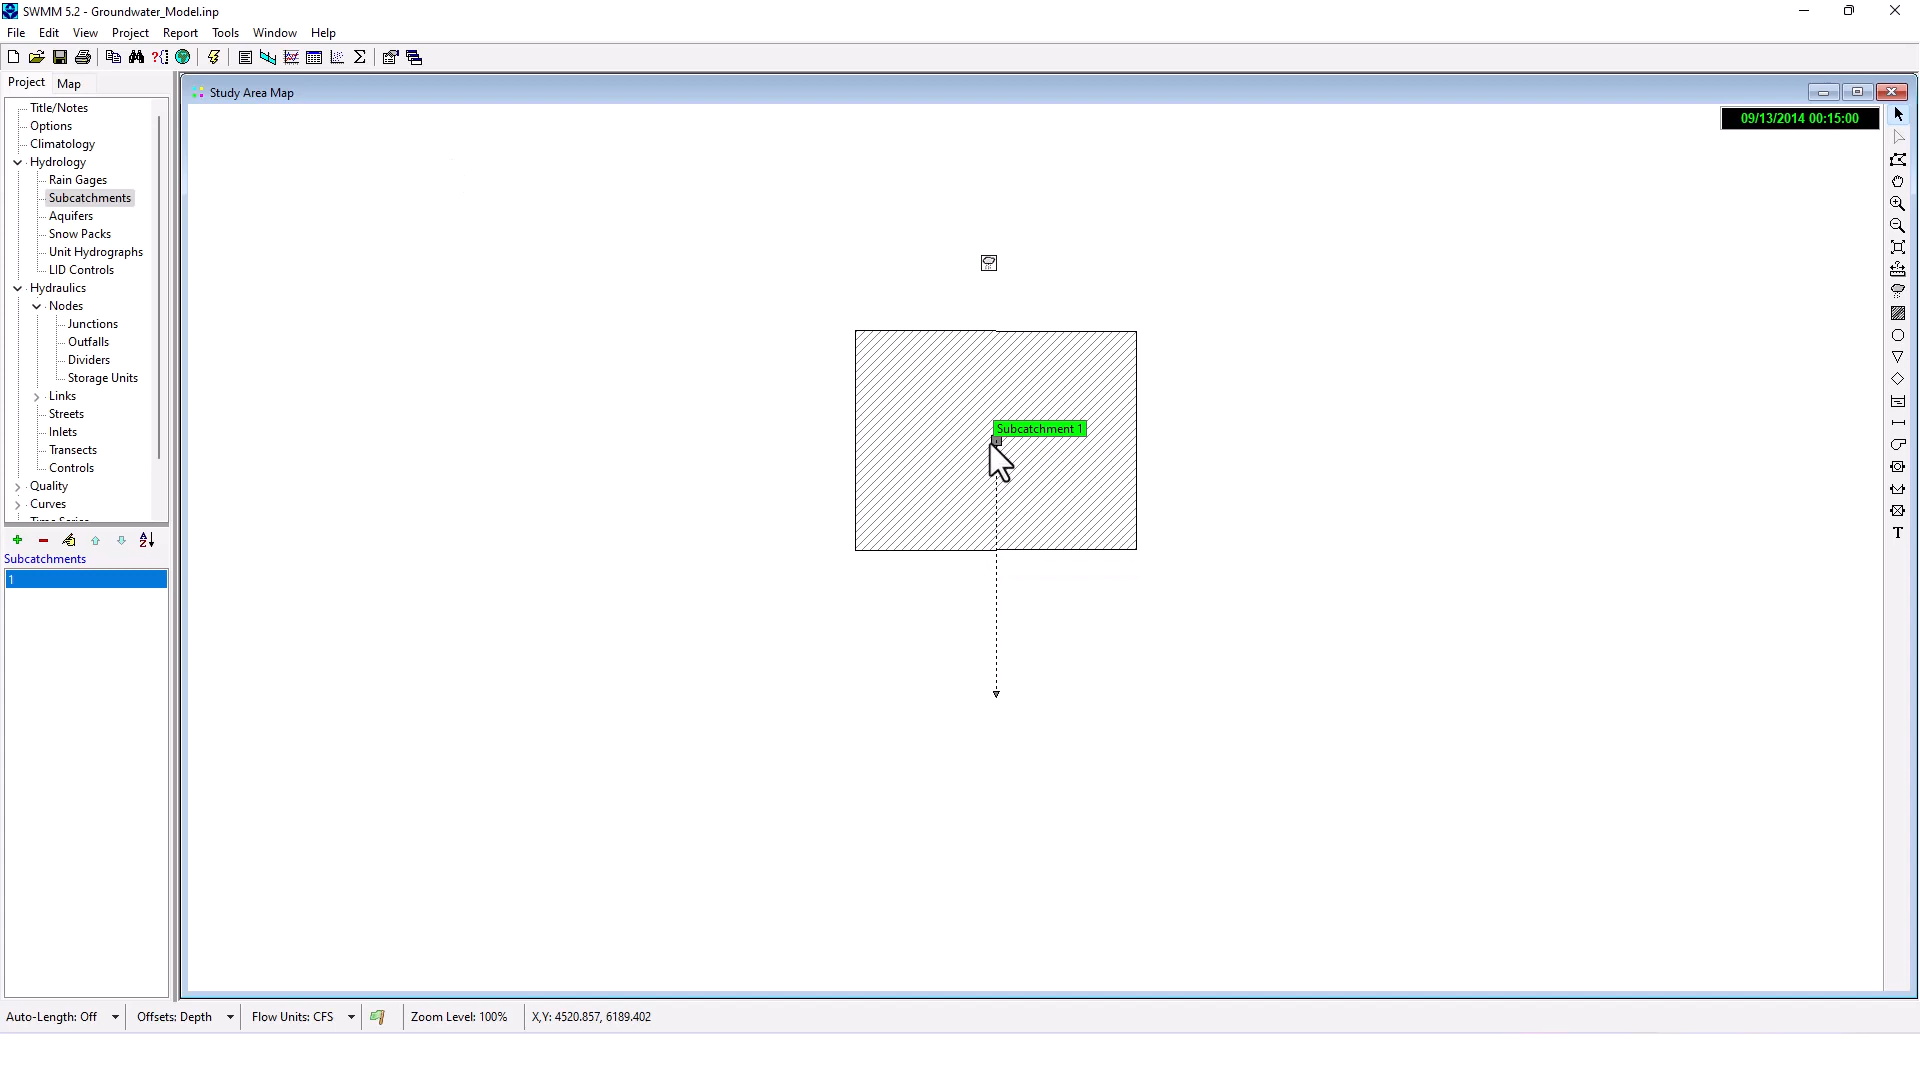 SWMM 5.2 - Groundwater_Model.inp
File Edit View Project Report Tools Window Help
Project Map
Study Area Map
09/13/2014 00:15:00
Title/Notes
Options
Climatology
Hydrology
Rain Gages
Subcatchments
Aquifers
Snow Packs
Unit Hydrographs
LID Controls
Hydraulics
Nodes
Junctions
Outfalls
Dividers
Storage Units
Links
Streets
Inlets
Transects
Controls
Quality
Curves
Subcatchments
1
Subcatchment 1
T
Auto-Length: Off Offsets: Depth Flow Units: CFS Zoom Level: 100% X,Y: 4520.857, 6189.402